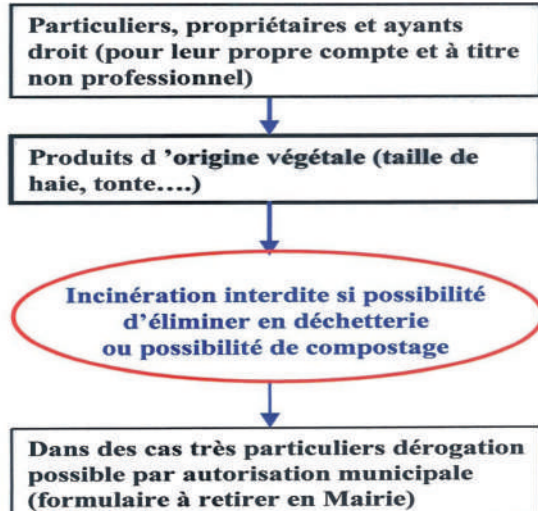 Particuliers, propriétaires et ayants
droit (pour leur propre compte et à titre
non professionnel)
Produits d 'origine végétale (taille de
haie, tonte….)
Incinération interdite si possibilité
d'éliminer en déchetterie
ou possibilité de compostage
Dans des cas très particuliers dérogation
possible par autorisation municipale
(formulaire à retirer en Mairie)